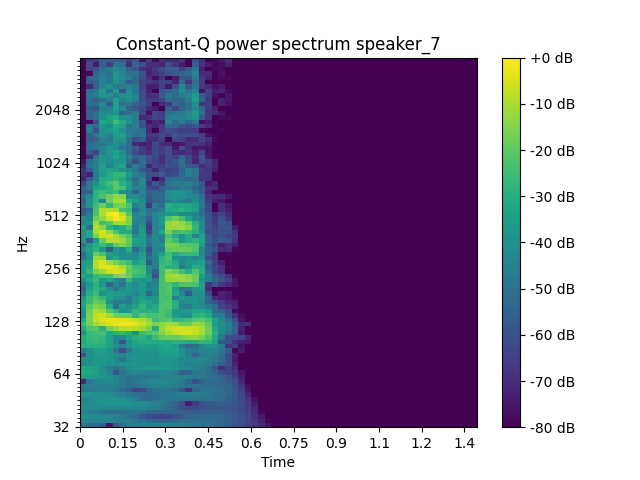 Constant-Q power spectrum speaker_7
Hz
2048
1024
512
256
128
64
32
0 0.15 0.3 0.45 0.6 0.75 0.9 1.1 1.2 1.4
Time
+0 dB
-10 dB
-20 dB
-30 dB
-40 dB
-50 dB
-60 dB
-70 dB
-80 dB